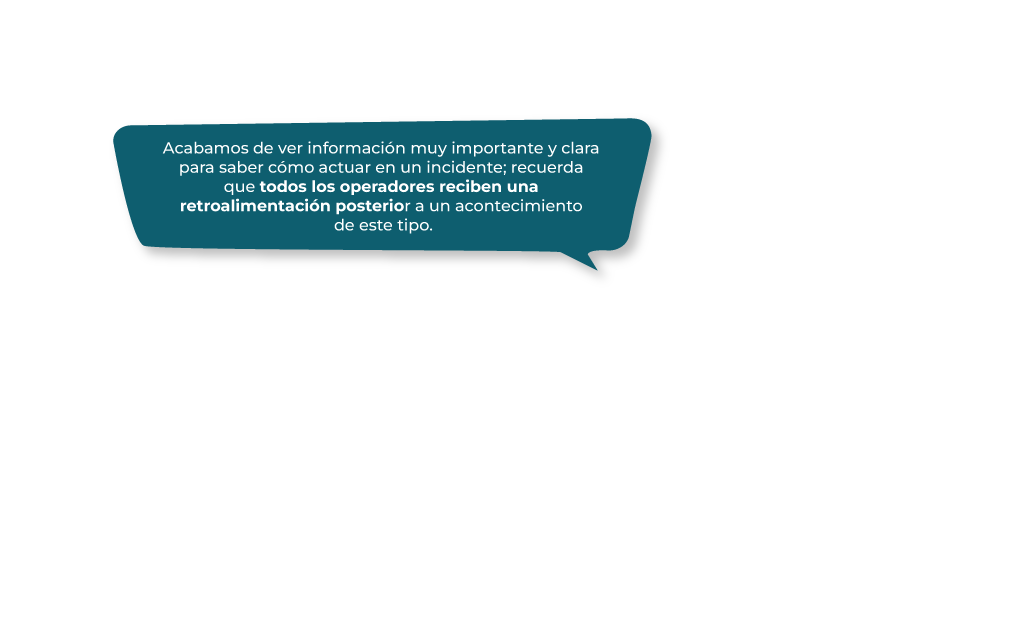 Acabamos de ver información muy importante y clara
para saber cómo actuar en un incidente; recuerda
que todos los operadores reciben una
retroalimentación posterior a un acontecimiento
de este tipo.